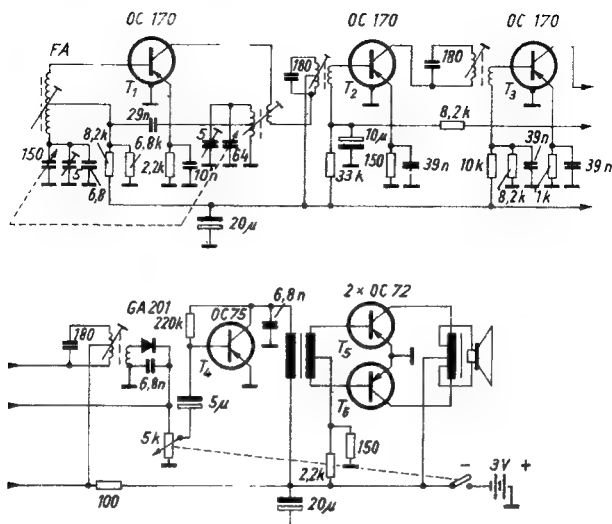 OC 170 OC 170 OC 170
FA
T1 T2 T3
180 180
29n
8,2k 6,8k 5 64 10µ 8,2k 39n
150 5 6,8 2,2k 10n 33k 150 39n 10k 8,2k 1k 39n
20µ
GA201 220k OC75 6,8n 2 × OC 72
180 T4 T5
6,8n 5µ T6
5k 150
2,2k - 3V +
100 20µ